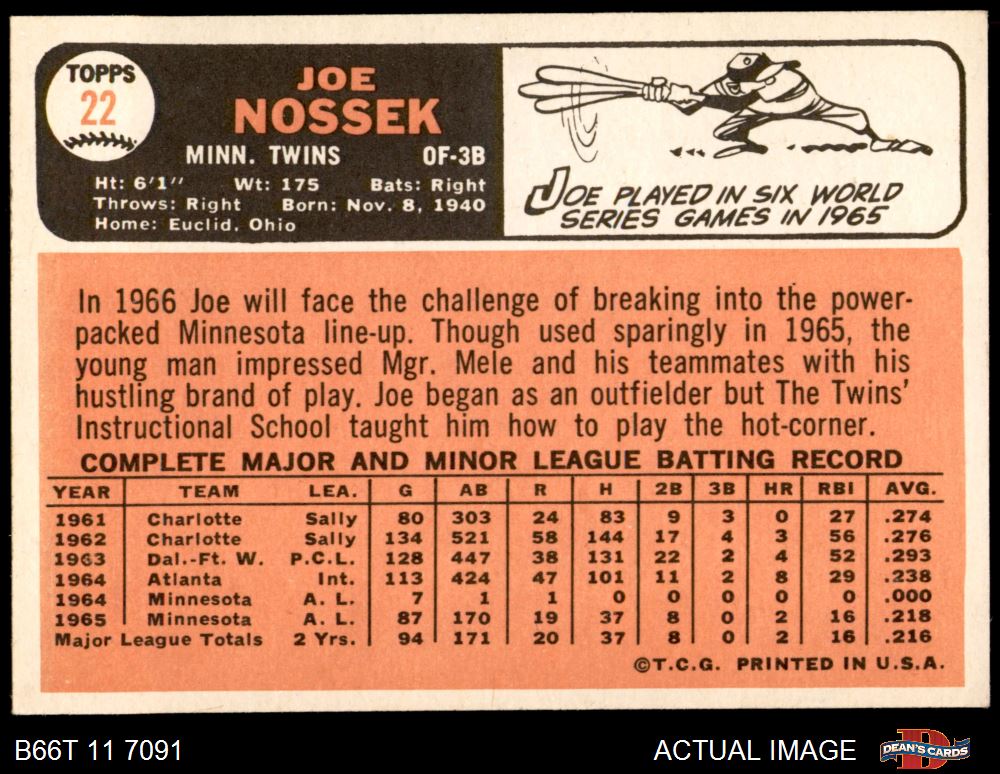 TOPPS
22
JOE
NOSSEK
MINN. TWINS OF-3B
Ht: 6'1" Wt: 175 Bats: Right
Throws: Right Born: Nov. 8, 1940
Home: Euclid, Ohio
JOE PLAYED IN SIX WORLD
SERIES GAMES IN 1965
In 1966 Joe will face the challenge of breaking into the power-
packed Minnesota line-up. Though used sparingly in 1965, the
young man impressed Mgr. Mele and his teammates with his
hustling brand of play. Joe began as an outfielder but The Twins'
Instructional School taught him how to play the hot-corner.
COMPLETE MAJOR AND MINOR LEAGUE BATTING RECORD
YEAR TEAM LEA. G AB R H 2B 3B HR RBI AVG.
1961 Charlotte Sally 80 303 24 83 9 3 0 27 .274
1962 Charlotte Sally 134 521 58 144 17 4 3 56 .276
1963 Dal.-Ft. W. P.C.L. 128 447 38 131 22 2 4 52 .293
1964 Atlanta Int. 113 424 47 101 11 2 8 29 .238
1964 Minnesota A. L. 7 1 1 0 0 0 0 0 .000
1965 Minnesota A. L. 87 170 19 37 8 0 2 16 .218
Major League Totals 2 Yrs. 94 171 20 37 8 0 2 16 .216
©T.C.G. PRINTED IN U.S.A.
B66T 11 7091 ACTUAL IMAGE DEAN'S CARDS